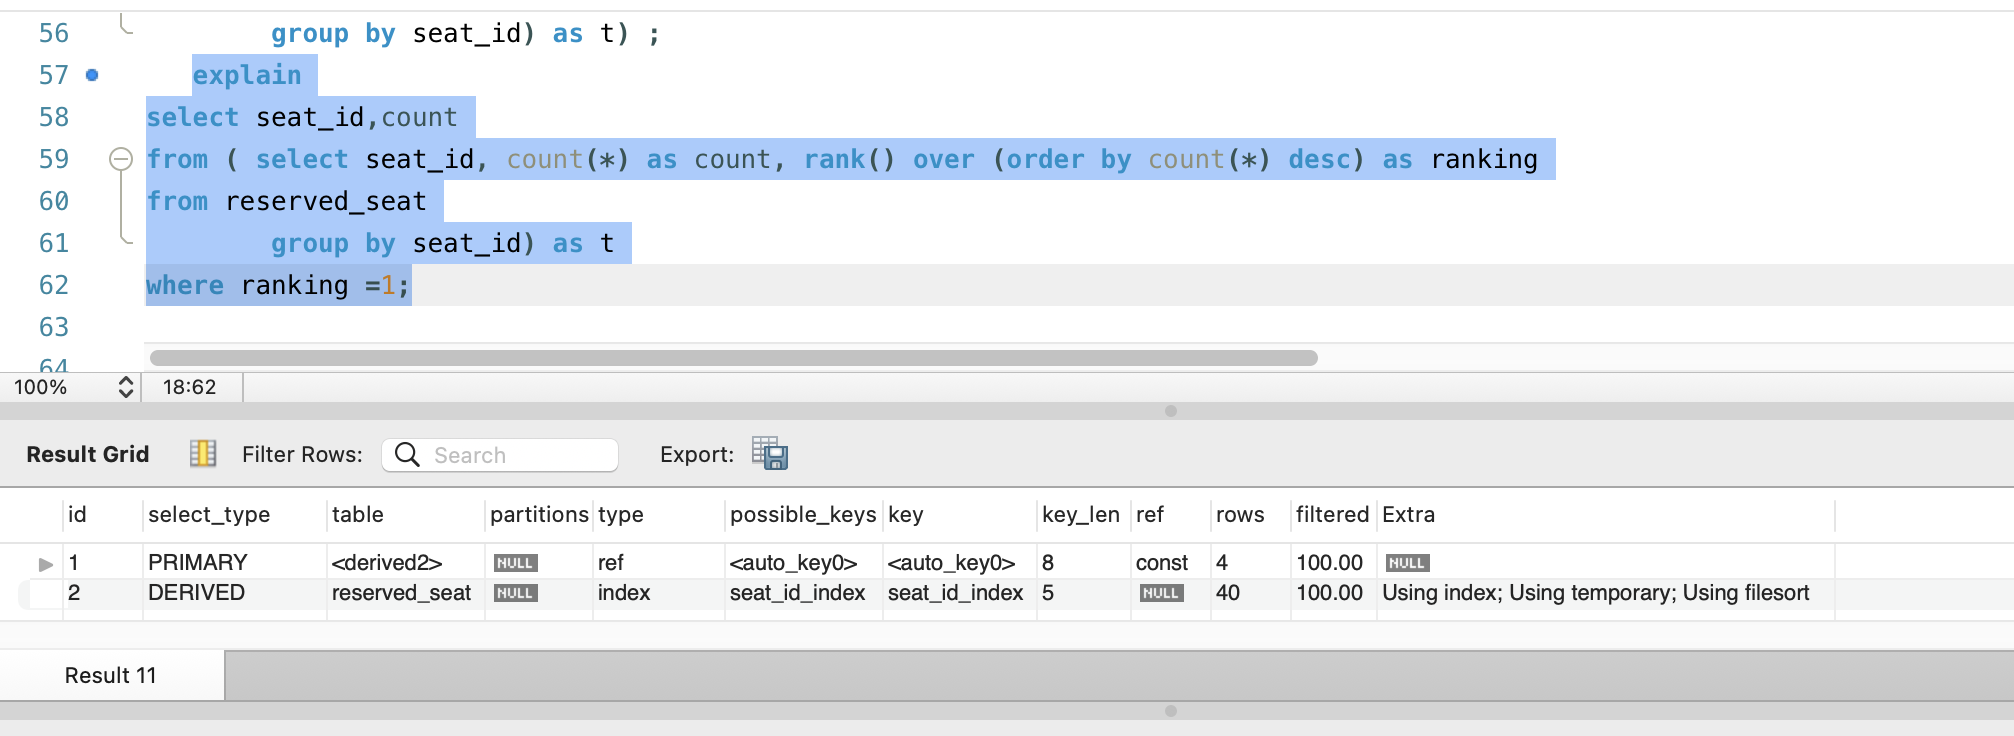 56 group by seat_id) as t) ;
57 explain
58 select seat_id,count
59 from ( select seat_id, count(*) as count, rank() over (order by count(*) desc) as ranking
60 from reserved_seat
61 group by seat_id) as t
62 where ranking =1;
63
64
100% 18:62
Result Grid Filter Rows: Search Export:
id select_type table partitions type possible_keys key key_len ref rows filtered Extra
1 PRIMARY <derived2> NULL ref <auto_key0> <auto_key0> 8 const 4 100.00 NULL
2 DERIVED reserved_seat NULL index seat_id_index seat_id_index 5 NULL 40 100.00 Using index; Using temporary; Using filesort
Result 11